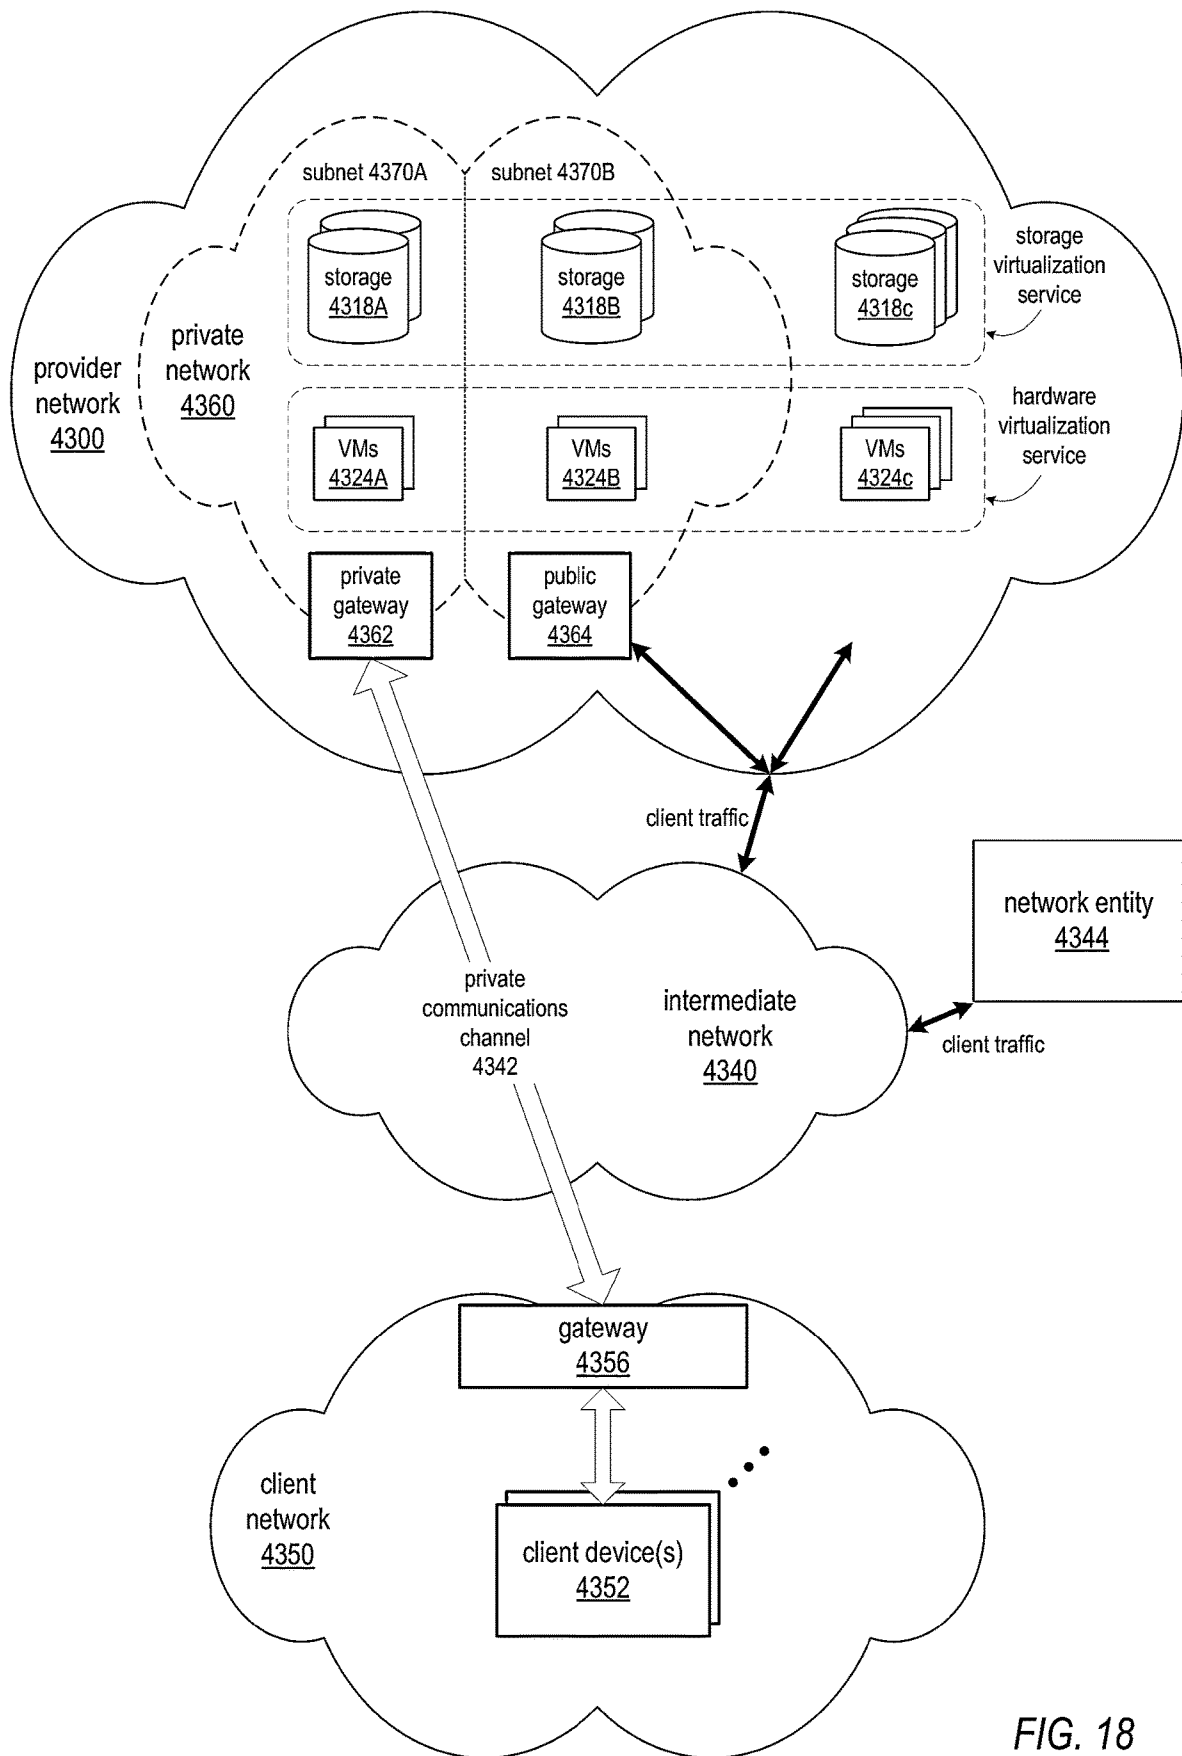 subnet 4370A
subnet 4370B
storage
4318A
storage
4318B
storage
4318c
storage
virtualization
service
provider
network
4300
private
network
4360
VMs
4324A
VMs
4324B
VMs
4324c
hardware
virtualization
service
private
gateway
4362
public
gateway
4364
client traffic
network entity
4344
client traffic
private
communications
channel
4342
intermediate
network
4340
gateway
4356
client
network
4350
client device(s)
4352
FIG. 18